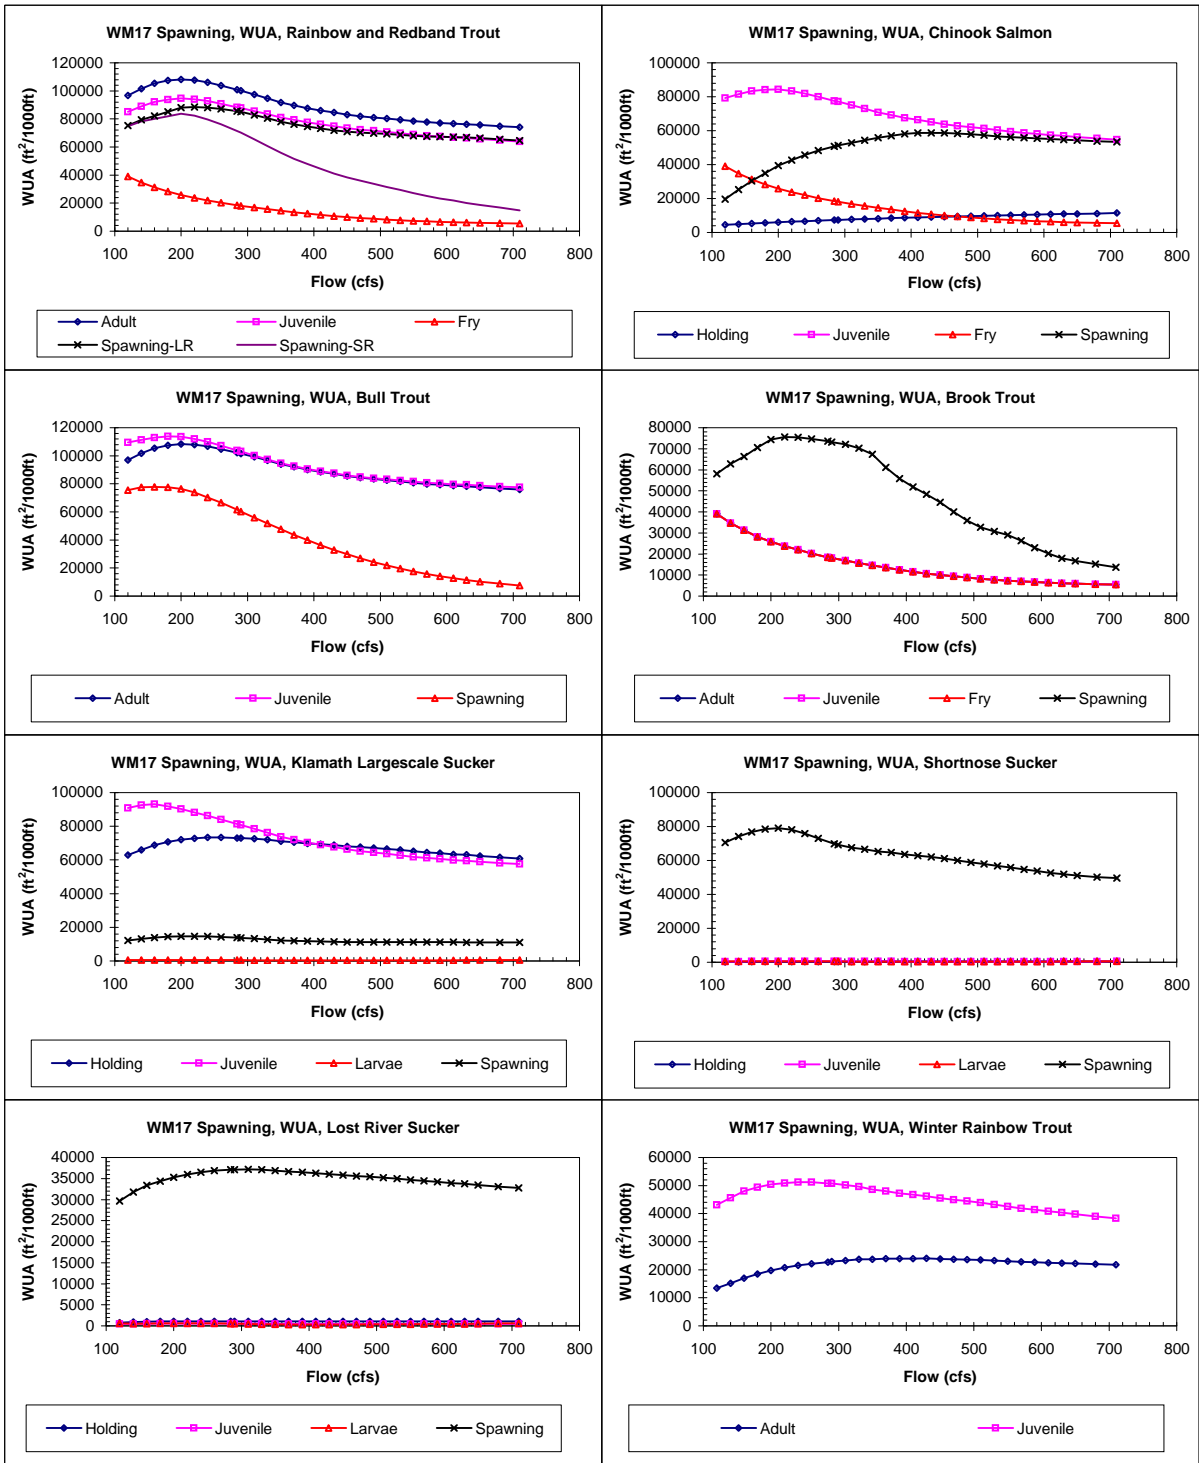 WM17 Spawning, WUA, Rainbow and Redband Trout
WUA (ft²/1000ft)
120000
100000
80000
60000
40000
20000
0
100 200 300 400 500 600 700 800
Flow (cfs)
Adult Juvenile Fry
Spawning-LR Spawning-SR
WM17 Spawning, WUA, Chinook Salmon
WUA (ft²/1000ft)
100000
80000
60000
40000
20000
0
100 200 300 400 500 600 700 800
Flow (cfs)
Holding Juvenile Fry Spawning
WM17 Spawning, WUA, Bull Trout
WUA (ft²/1000ft)
120000
100000
80000
60000
40000
20000
0
100 200 300 400 500 600 700 800
Flow (cfs)
Adult Juvenile Spawning
WM17 Spawning, WUA, Brook Trout
WUA (ft²/1000ft)
80000
70000
60000
50000
40000
30000
20000
10000
0
100 200 300 400 500 600 700 800
Flow (cfs)
Adult Juvenile Fry Spawning
WM17 Spawning, WUA, Klamath Largescale Sucker
WUA (ft²/1000ft)
100000
80000
60000
40000
20000
0
100 200 300 400 500 600 700 800
Flow (cfs)
Holding Juvenile Larvae Spawning
WM17 Spawning, WUA, Shortnose Sucker
WUA (ft²/1000ft)
100000
80000
60000
40000
20000
0
100 200 300 400 500 600 700 800
Flow (cfs)
Holding Juvenile Larvae Spawning
WM17 Spawning, WUA, Lost River Sucker
WUA (ft²/1000ft)
40000
35000
30000
25000
20000
15000
10000
5000
0
100 200 300 400 500 600 700 800
Flow (cfs)
Holding Juvenile Larvae Spawning
WM17 Spawning, WUA, Winter Rainbow Trout
WUA (ft²/1000ft)
60000
50000
40000
30000
20000
10000
0
100 200 300 400 500 600 700 800
Flow (cfs)
Adult Juvenile